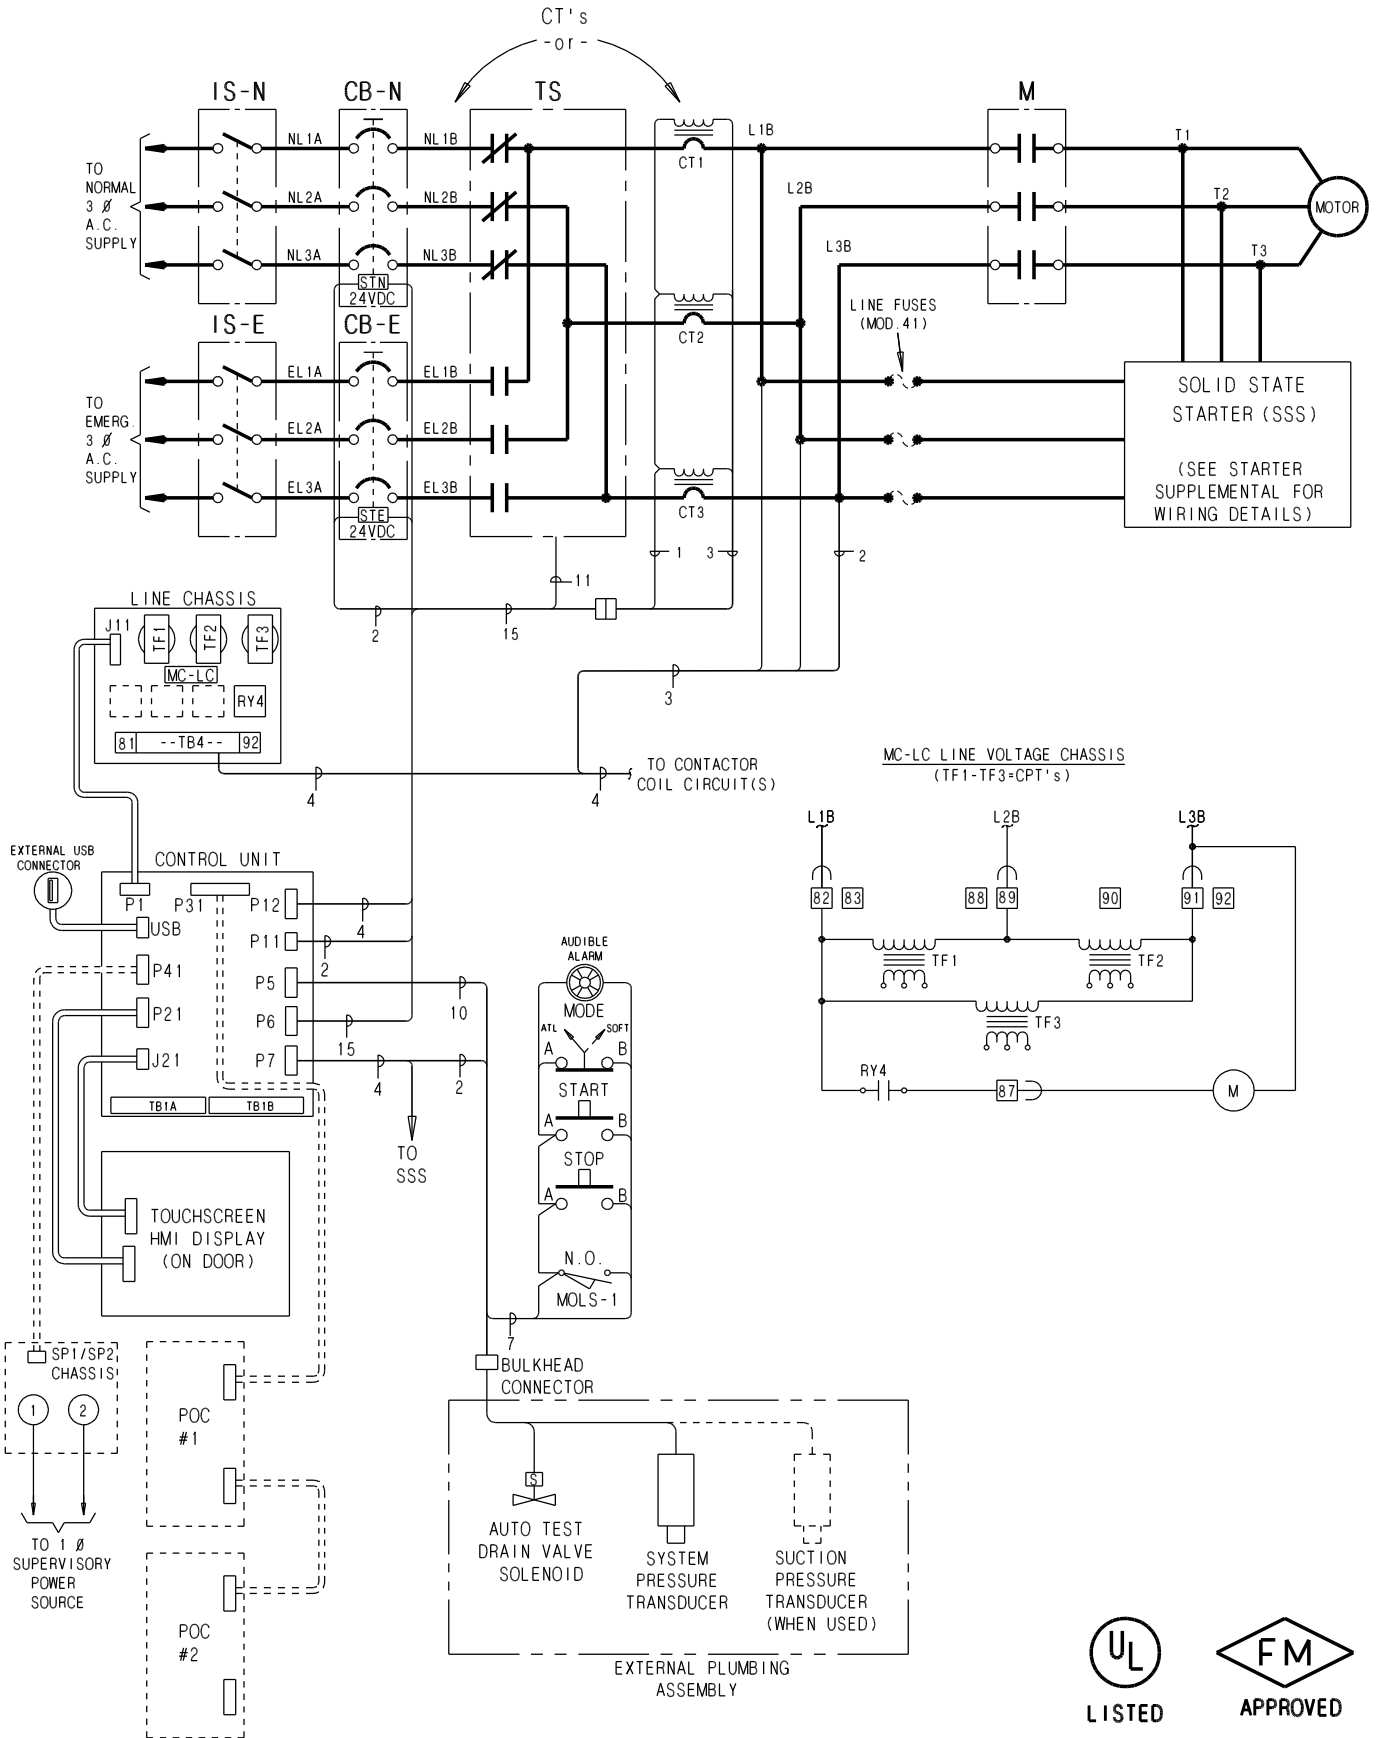 CT's
-or-
IS-N
CB-N
TS
M
TO
NORMAL
3 Ø
A.C.
SUPPLY
NL1A
NL1B
CT1
L1B
T1
NL2A
NL2B
L2B
T2
MOTOR
NL3A
NL3B
L3B
T3
STN
24VDC
IS-E
CB-E
CT2
LINE FUSES
(MOD.41)
TO
EMERG.
3 Ø
A.C.
SUPPLY
EL1A
EL1B
EL2A
EL2B
EL3A
EL3B
STE
24VDC
CT3
SOLID STATE
STARTER (SSS)
(SEE STARTER
SUPPLEMENTAL FOR
WIRING DETAILS)
1
3
2
11
2
15
3
LINE CHASSIS
J11
TF1
TF2
TF3
MC-LC
RY4
81
--TB4--
92
4
4
TO CONTACTOR
COIL CIRCUIT(S)
MC-LC LINE VOLTAGE CHASSIS
(TF1-TF3=CPT's)
L1B
L2B
L3B
82
83
88
89
90
91
92
TF1
TF2
TF3
RY4
87
M
EXTERNAL USB
CONNECTOR
CONTROL UNIT
P1
P31
P12
4
USB
P11
2
P41
P5
10
P21
P6
15
J21
P7
4
2
TB1A
TB1B
TO
SSS
AUDIBLE
ALARM
MODE
ATL
SOFT
A
B
START
A
B
STOP
A
B
N.O.
MOLS-1
7
TOUCHSCREEN
HMI DISPLAY
(ON DOOR)
SP1/SP2
CHASSIS
1
2
TO 1 Ø
SUPERVISORY
POWER
SOURCE
POC
#1
POC
#2
BULKHEAD
CONNECTOR
S
AUTO TEST
DRAIN VALVE
SOLENOID
SYSTEM
PRESSURE
TRANSDUCER
SUCTION
PRESSURE
TRANSDUCER
(WHEN USED)
EXTERNAL PLUMBING
ASSEMBLY
UL
LISTED
FM
APPROVED